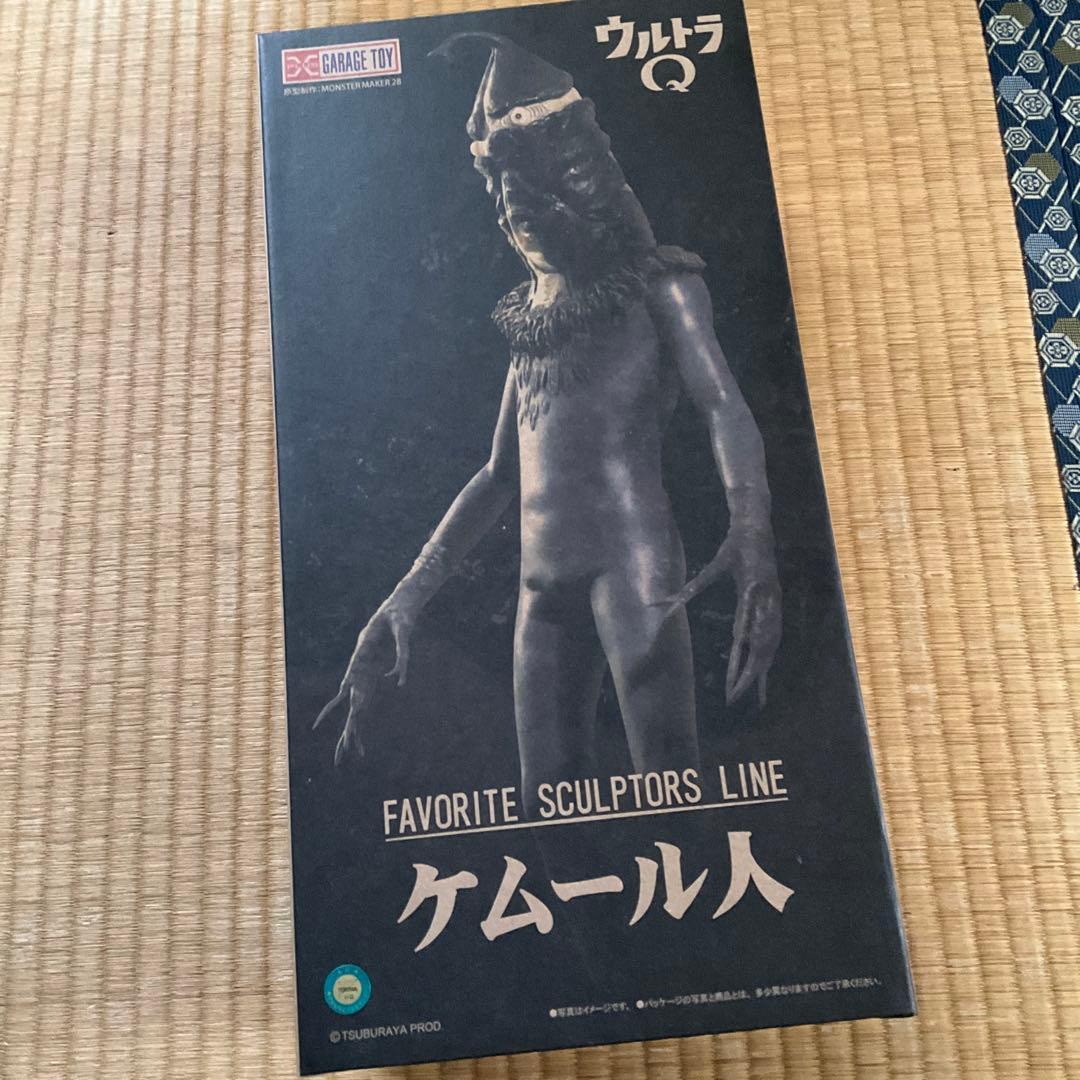 GARAGE TOY
原型制作：MONSTER MAKER 28
ウルトラ
Q
FAVORITE SCULPTORS LINE
ケムール人
●写真はイメージです。●パッケージの写真と商品とは、多少異なりますのでご了承ください。
©TSUBURAYA PROD.